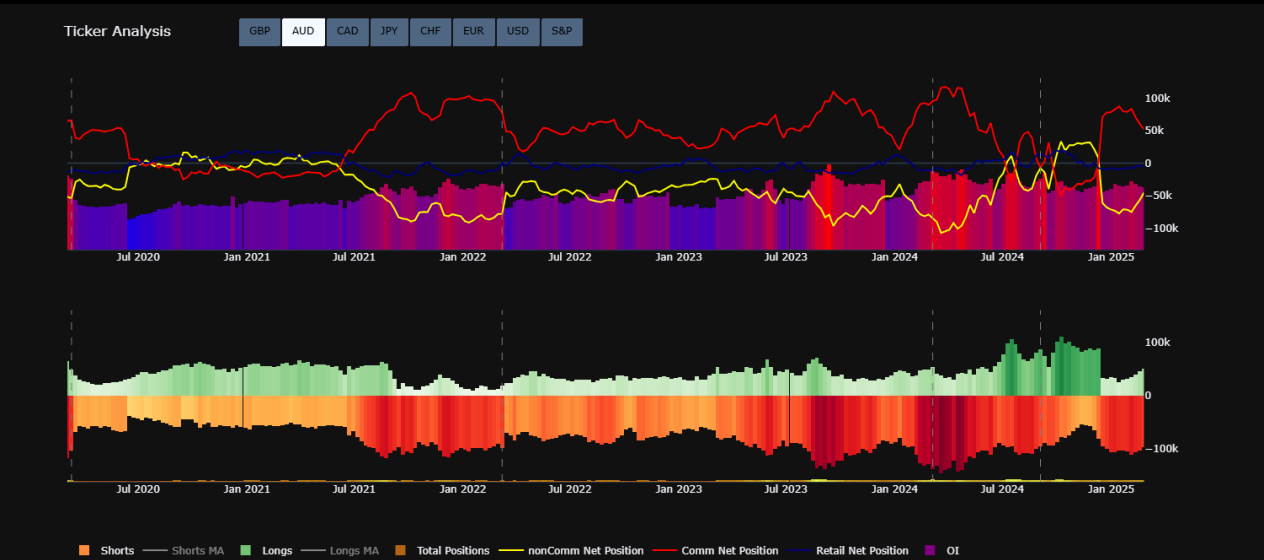 Ticker Analysis GBP AUD CAD JPY CHF EUR USD S&P
100k
50k
0
−50k
−100k
Jul 2020 Jan 2021 Jul 2021 Jan 2022 Jul 2022 Jan 2023 Jul 2023 Jan 2024 Jul 2024 Jan 2025
100k
0
−100k
Jul 2020 Jan 2021 Jul 2021 Jan 2022 Jul 2022 Jan 2023 Jul 2023 Jan 2024 Jul 2024 Jan 2025
Shorts Shorts MA Longs Longs MA Total Positions nonComm Net Position Comm Net Position Retail Net Position OI